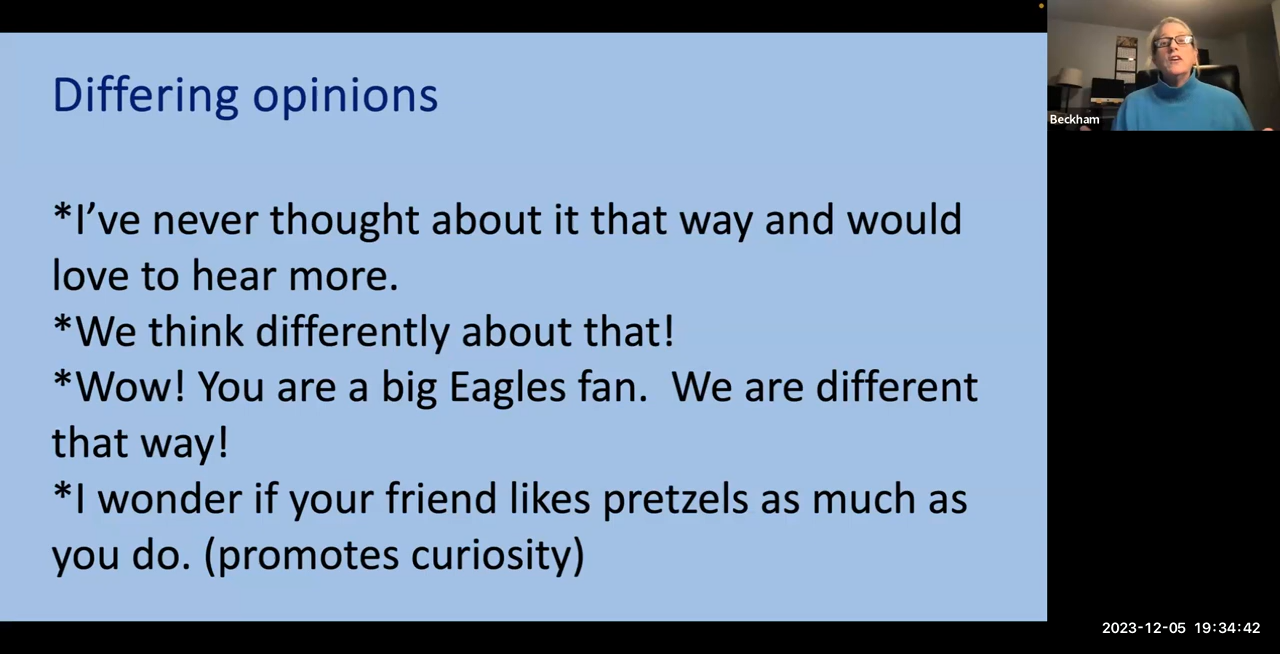 Differing opinions
*I’ve never thought about it that way and would
love to hear more.
*We think differently about that!
*Wow! You are a big Eagles fan.  We are different
that way!
*I wonder if your friend likes pretzels as much as
you do. (promotes curiosity)
Beckham
2023-12-05 19:34:42